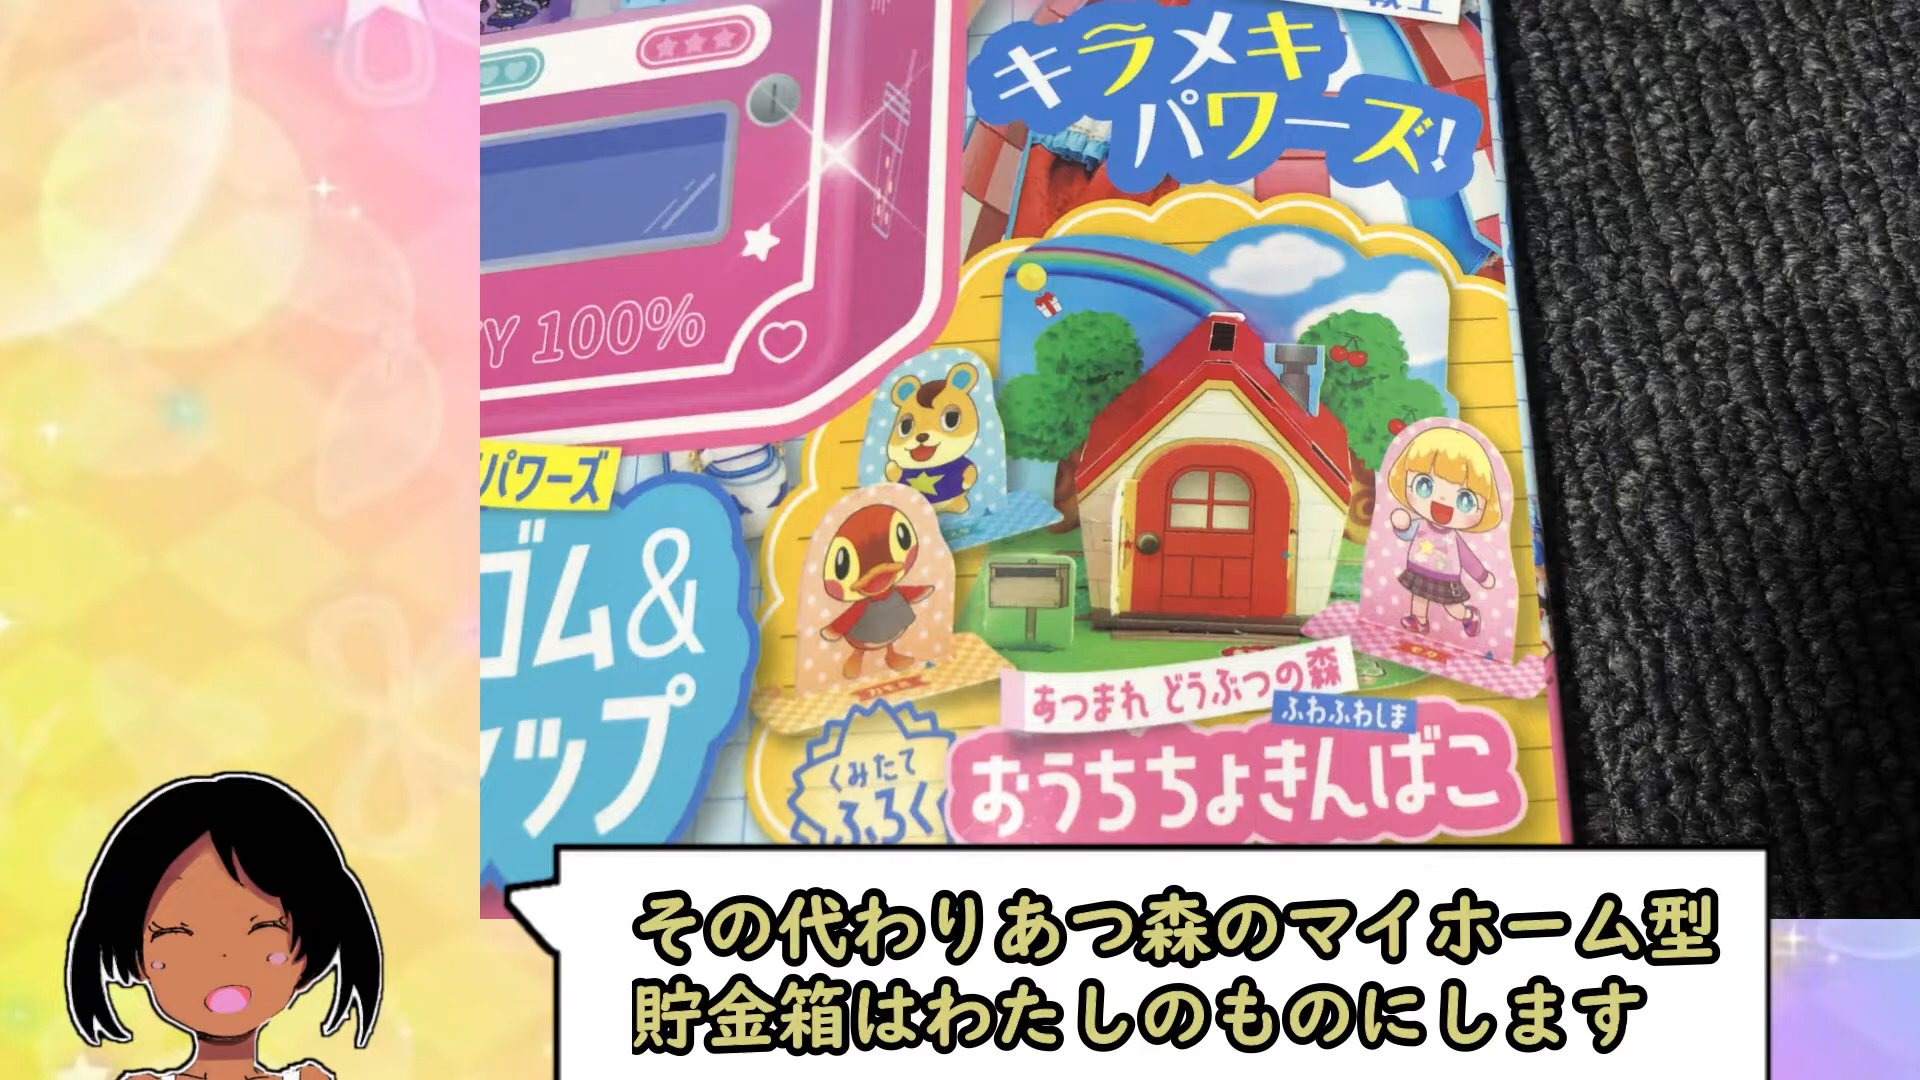 キラメキ
パワーズ!
Y 100%
パワーズ
ゴム&
ップ
あつまれ どうぶつの森
ふわふわしま
くみたて
ふろく
おうちちょきんばこ
その代わりあつ森のマイホーム型
貯金箱はわたしのものにします